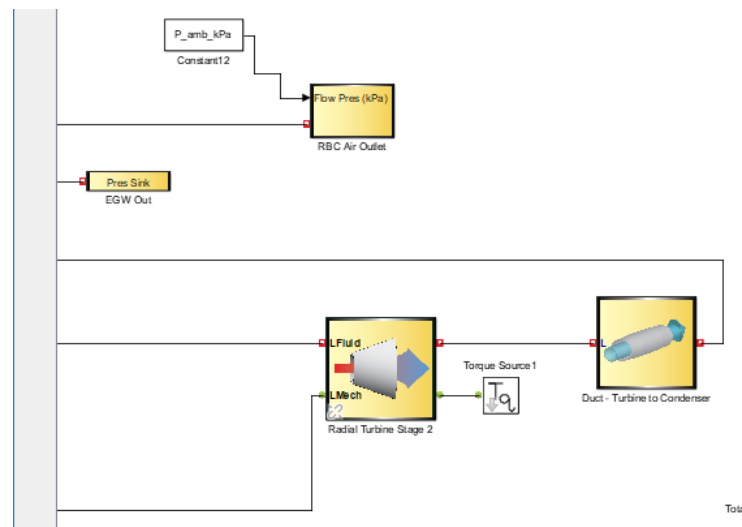 P_amb_kPa
Constant12
Flow Pres (kPa)
RBC Air Outlet
Pres Sink
EGW Out
LFluid
L
Torque Source1
LMech
Tq
Duct - Turbine to Condenser
Radial Turbine Stage 2